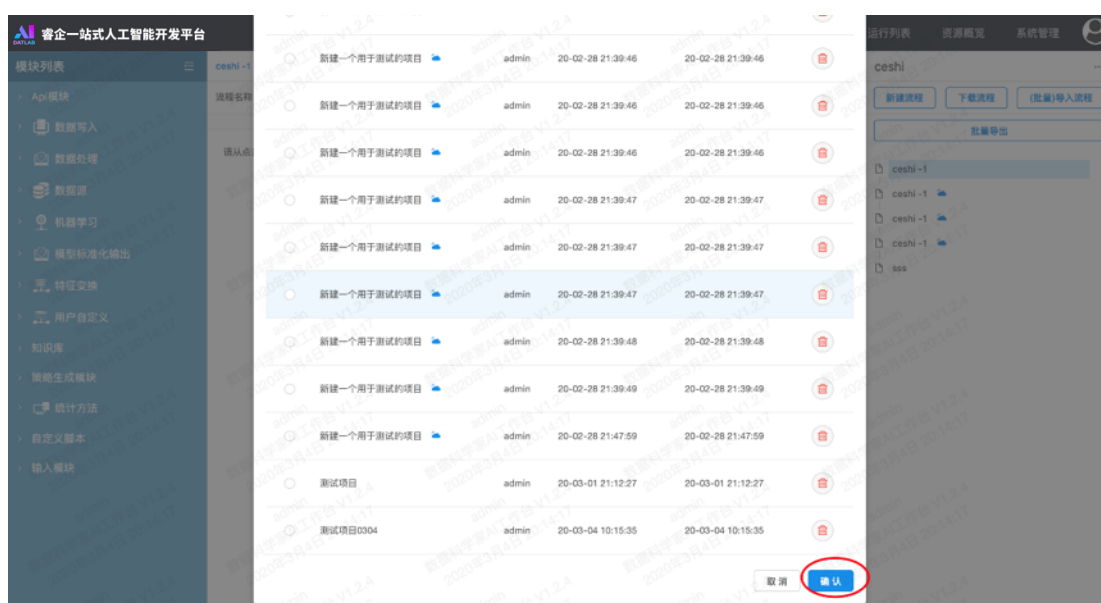 DATLAB 睿企一站式人工智能开发平台
运行列表 资源概览 系统管理
模块列表
ceshi -1
Api模块
流程名称
数据写入
数据处理
数据源
机器学习
模型标准化输出
特征变换
用户自定义
知识库
策略生成模块
统计方法
自定义脚本
输入模块
新建一个用于测试的项目 admin 20-02-28 21:39:46 20-02-28 21:39:46
新建一个用于测试的项目 admin 20-02-28 21:39:46 20-02-28 21:39:46
新建一个用于测试的项目 admin 20-02-28 21:39:46 20-02-28 21:39:46
新建一个用于测试的项目 admin 20-02-28 21:39:47 20-02-28 21:39:47
新建一个用于测试的项目 admin 20-02-28 21:39:47 20-02-28 21:39:47
新建一个用于测试的项目 admin 20-02-28 21:39:47 20-02-28 21:39:47
新建一个用于测试的项目 admin 20-02-28 21:39:48 20-02-28 21:39:48
新建一个用于测试的项目 admin 20-02-28 21:39:49 20-02-28 21:39:49
新建一个用于测试的项目 admin 20-02-28 21:47:59 20-02-28 21:47:59
测试项目 admin 20-03-01 21:12:27 20-03-01 21:12:27
测试项目0304 admin 20-03-04 10:15:35 20-03-04 10:15:35
取消 确认
ceshi
新建流程 下载流程 (批量)导入流程
批量导出
ceshi -1
ceshi -1
ceshi -1
ceshi -1
sss